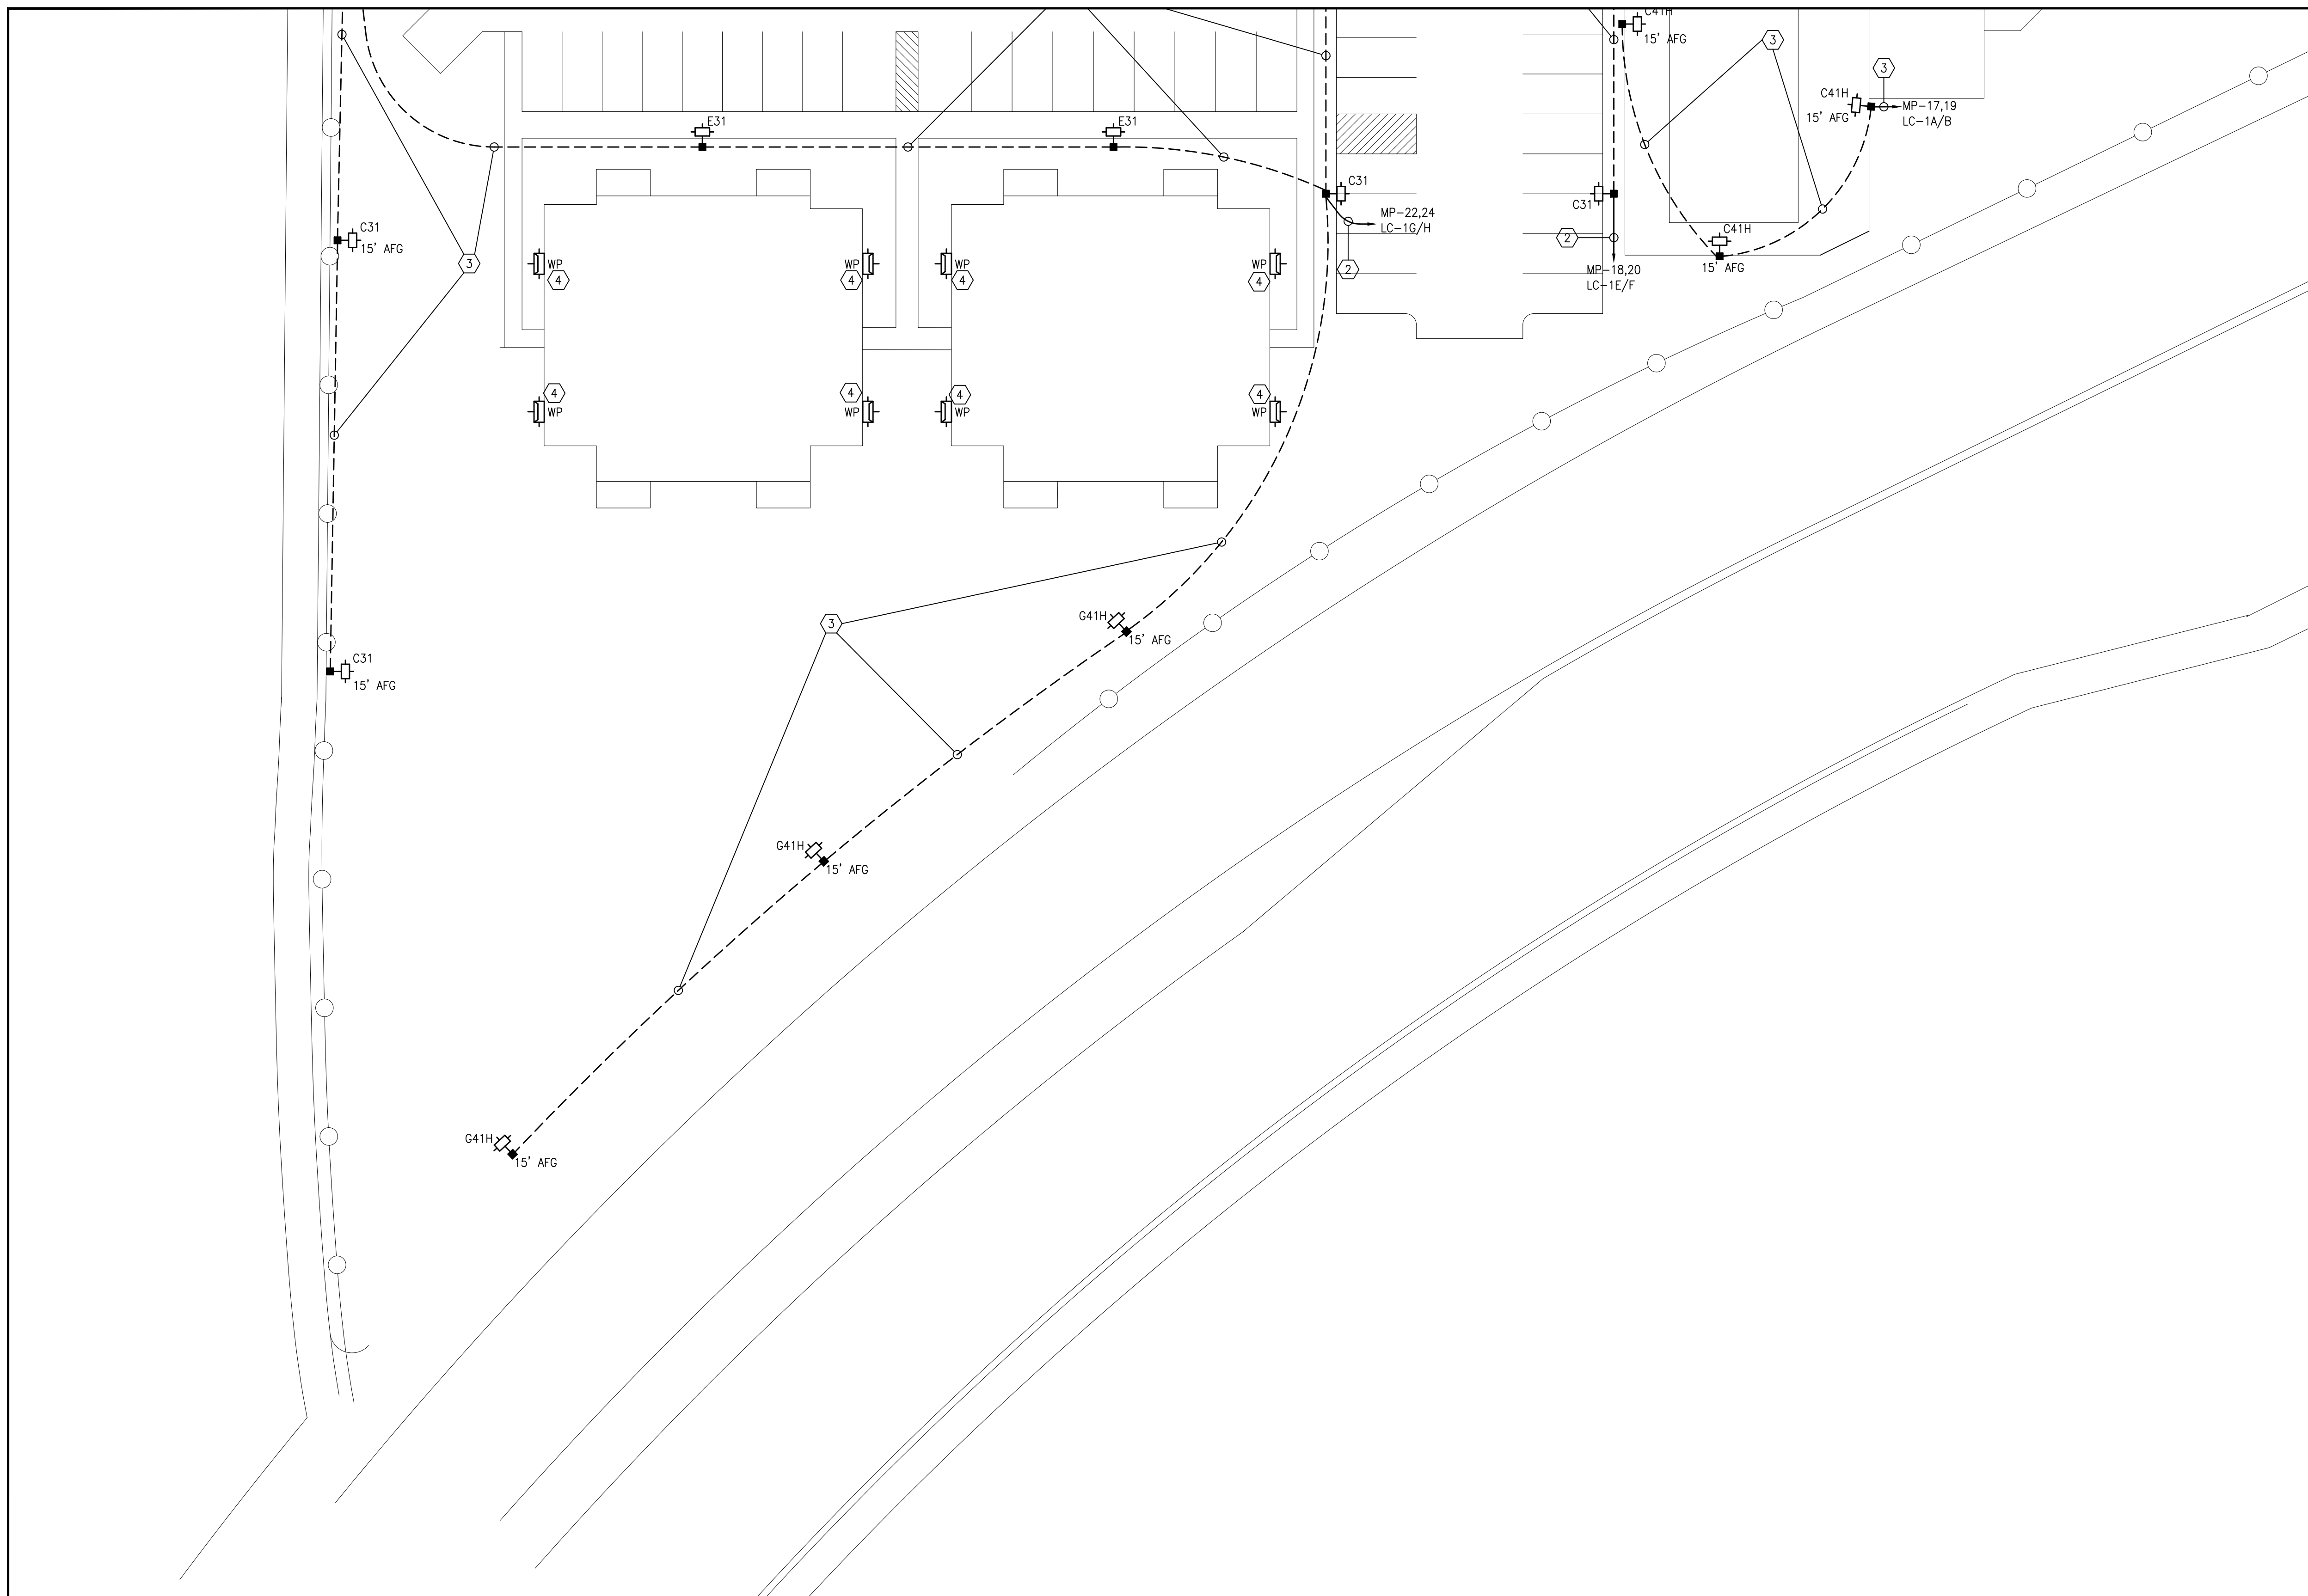 C41H
15' AFG
3
3
C41H
15' AFG
MP-17,19
LC-1A/B
E31
E31
C31
MP-22,24
LC-1G/H
2
C31
2
MP-18,20
LC-1E/F
C41H
15' AFG
C31
15' AFG
3
WP
4
WP
4
WP
4
WP
4
4
WP
4
WP
4
WP
4
WP
3
G41H
15' AFG
C31
15' AFG
G41H
15' AFG
G41H
15' AFG